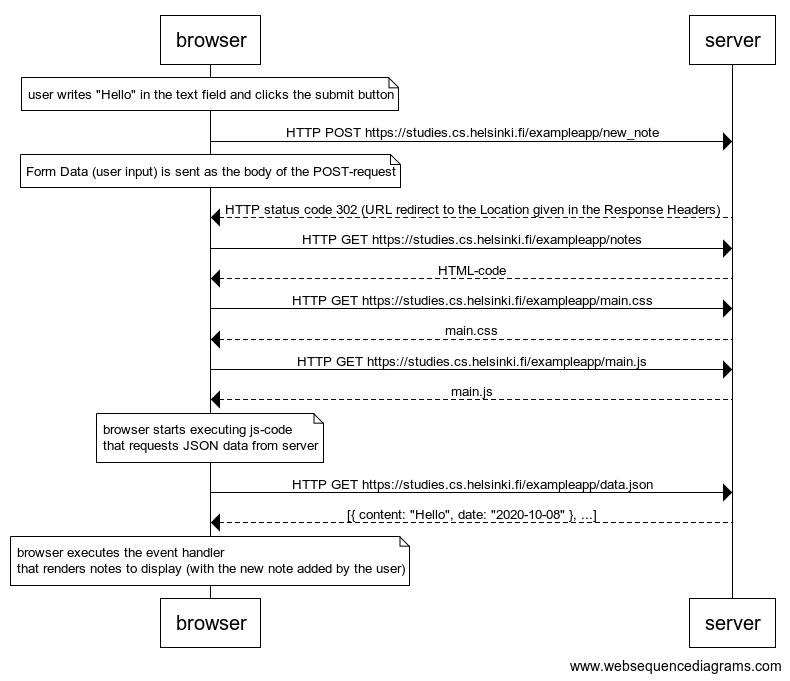 browser
server
user writes "Hello" in the text field and clicks the submit button
HTTP POST https://studies.cs.helsinki.fi/exampleapp/new_note
Form Data (user input) is sent as the body of the POST-request
HTTP status code 302 (URL redirect to the Location given in the Response Headers)
HTTP GET https://studies.cs.helsinki.fi/exampleapp/notes
HTML-code
HTTP GET https://studies.cs.helsinki.fi/exampleapp/main.css
main.css
HTTP GET https://studies.cs.helsinki.fi/exampleapp/main.js
main.js
browser starts executing js-code
that requests JSON data from server
HTTP GET https://studies.cs.helsinki.fi/exampleapp/data.json
[{ content: "Hello", date: "2020-10-08" }, ...]
browser executes the event handler
that renders notes to display (with the new note added by the user)
browser
server
www.websequencediagrams.com